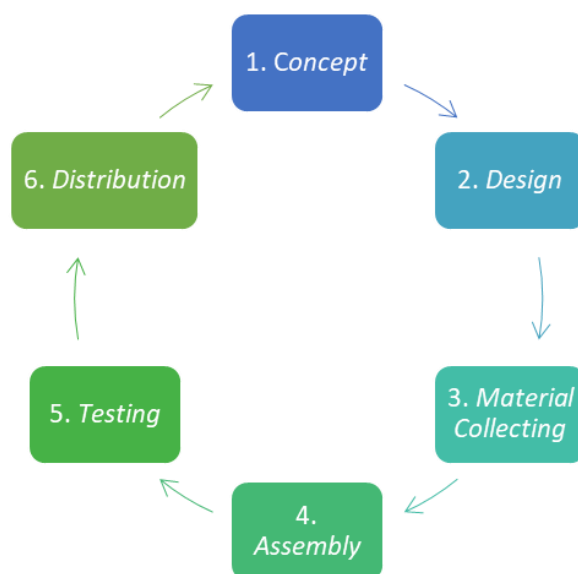 1. Concept
2. Design
3. Material
Collecting
4.
Assembly
5. Testing
6. Distribution